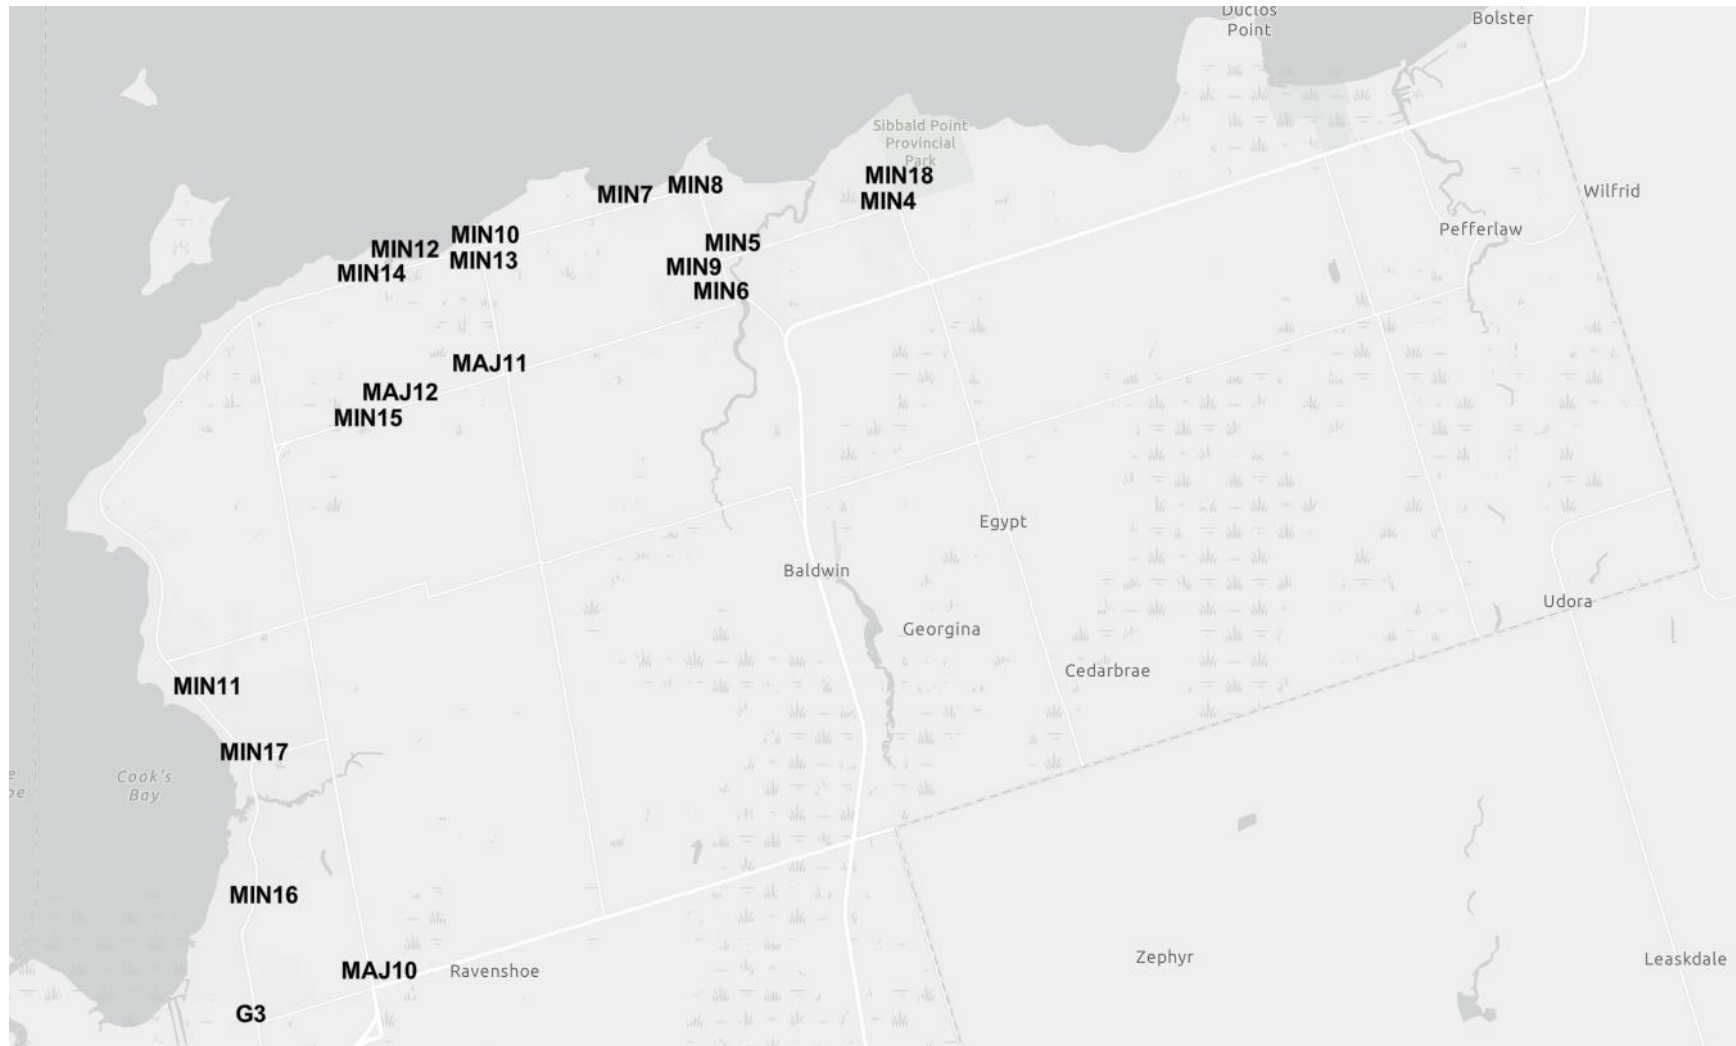 Duclos
Point
Bolster
Sibbald Point
Provincial
Park
MIN18
MIN4
MIN8
MIN7
Wilfrid
Pefferlaw
MIN10
MIN12
MIN13
MIN14
MIN5
MIN9
MIN6
MAJ11
MAJ12
MIN15
Egypt
Baldwin
Udora
Georgina
Cedarbrae
MIN11
MIN17
Cook's
Bay
MIN16
MAJ10
Ravenshoe
Zephyr
Leaskdale
G3